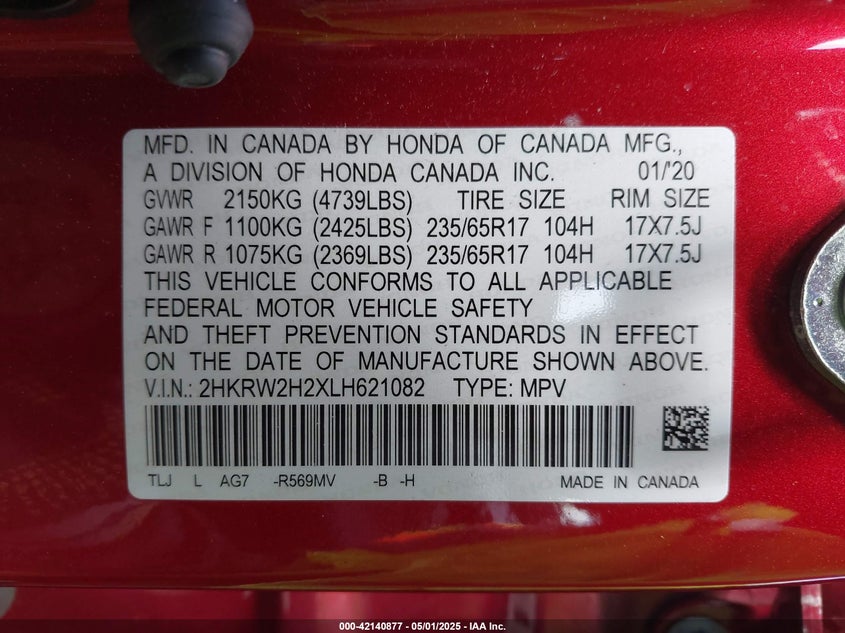 MFD. IN CANADA BY HONDA OF CANADA MFG.,
A DIVISION OF HONDA CANADA INC. 01/'20
GVWR 2150KG (4739LBS) TIRE SIZE RIM SIZE
GAWR F 1100KG (2425LBS) 235/65R17 104H 17X7.5J
GAWR R 1075KG (2369LBS) 235/65R17 104H 17X7.5J
THIS VEHICLE CONFORMS TO ALL APPLICABLE
FEDERAL MOTOR VEHICLE SAFETY
AND THEFT PREVENTION STANDARDS IN EFFECT
ON THE DATE OF MANUFACTURE SHOWN ABOVE.
V.I.N.: 2HKRW2H2XLH621082 TYPE: MPV
TLJ L AG7 -R569MV -B -H MADE IN CANADA
000-42140877 - 05/01/2025 - IAA Inc.